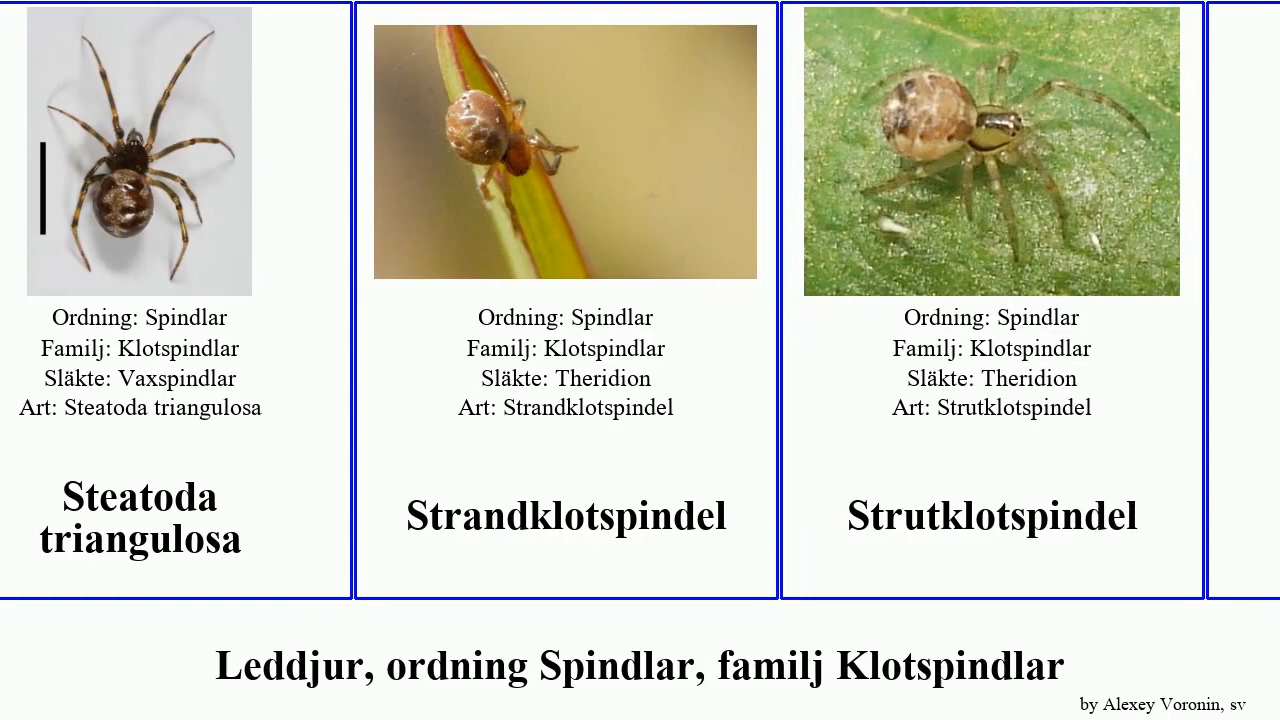 Ordning: Spindlar
Familj: Klotspindlar
Släkte: Vaxspindlar
Art: Steatoda triangulosa
Steatoda
triangulosa
Ordning: Spindlar
Familj: Klotspindlar
Släkte: Theridion
Art: Strandklotspindel
Strandklotspindel
Ordning: Spindlar
Familj: Klotspindlar
Släkte: Theridion
Art: Strutklotspindel
Strutklotspindel
Leddjur, ordning Spindlar, familj Klotspindlar
by Alexey Voronin, sv